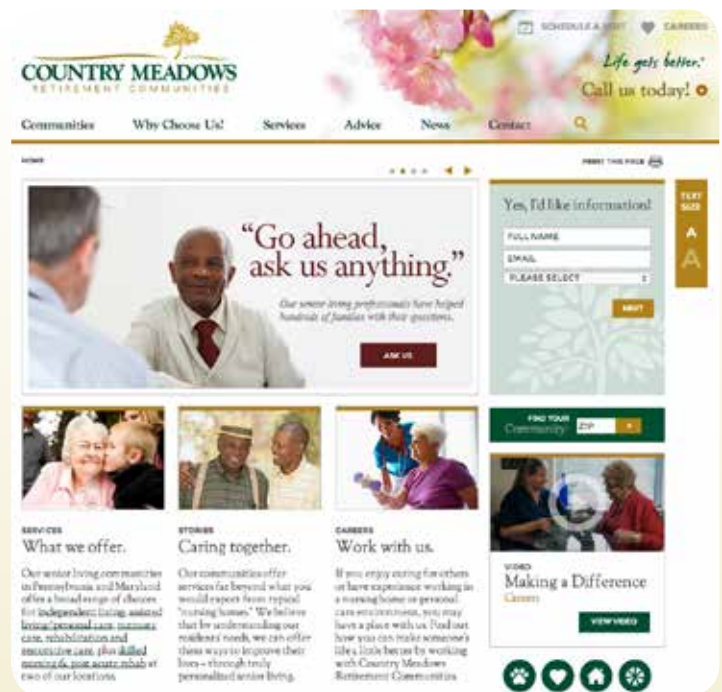 SCHEDULE A VISIT
CAREERS
COUNTRY MEADOWS
RETIREMENT COMMUNITIES
Life gets better.®
Call us today!
Communities
Why Choose Us?
Services
Advice
News
Contact
HOME
PRINT THIS PAGE
“Go ahead,
ask us anything.”
Our senior living professionals have helped
hundreds of families with their questions.
ASK US
Yes, I'd like information!
FULL NAME
EMAIL
PLEASE SELECT
NEXT
TEXT
SIZE
A
A
FIND YOUR
Community
ZIP
SERVICES
What we offer.
Our senior living communities
in Pennsylvania and Maryland
offer a broad range of choices
for independent living, assisted
living/personal care, memory
care, rehabilitation and
restorative care, plus skilled
nursing & post acute rehab at
two of our locations.
STORIES
Caring together.
Our communities offer
services far beyond what you
would expect from typical
“nursing homes.” We believe
that by understanding our
residents' needs, we can offer
them ways to improve their
lives – through truly
personalized senior living.
CAREERS
Work with us.
If you enjoy caring for others
or have experience working in
a nursing home or personal
care environment, you may
have a place with us. Find out
how you can make someone's
life a little better by working
with Country Meadows
Retirement Communities.
VIDEO
Making a Difference
Careers
VIEW VIDEO